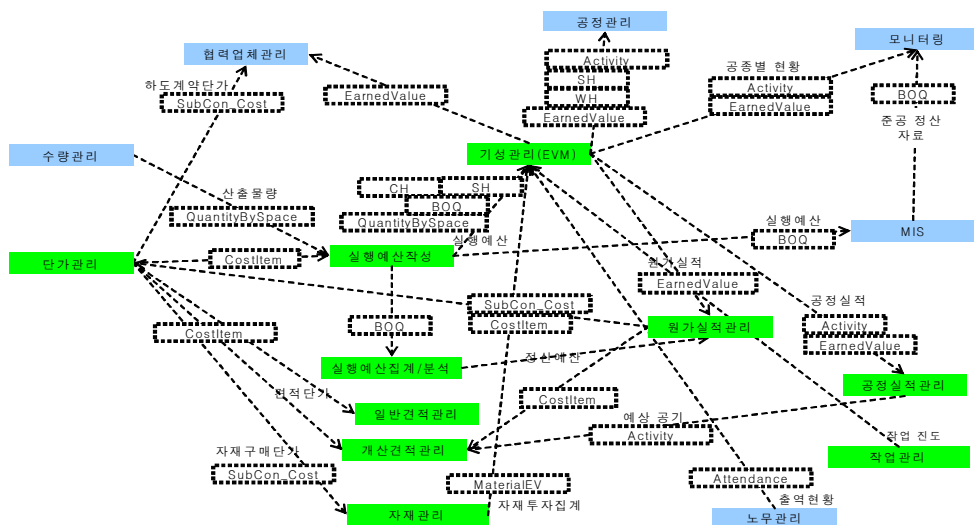 공정관리
협력업체관리
모니터링
Activity
SH
WH
EarnedValue
하도계약단가
SubCon_Cost
EarnedValue
공종별 현황
Activity
EarnedValue
BOQ
준공 정산
자료
수량관리
기성관리(EVM)
산출물량
QuantityBySpace
CH
SH
BOQ
QuantityBySpace
실행예산
실행예산
BOQ
MIS
단가관리
CostItem
실행예산작성
원가실적
EarnedValue
SubCon_Cost
CostItem
CostItem
BOQ
원가실적관리
공정실적
Activity
EarnedValue
실행예산집계/분석
정산예산
공정실적관리
견적단가
CostItem
일반견적관리
예상 공기
Activity
개산견적관리
작업 진도
작업관리
자재구매단가
SubCon_Cost
MaterialEV
자재투자집계
Attendance
출역현황
자재관리
노무관리